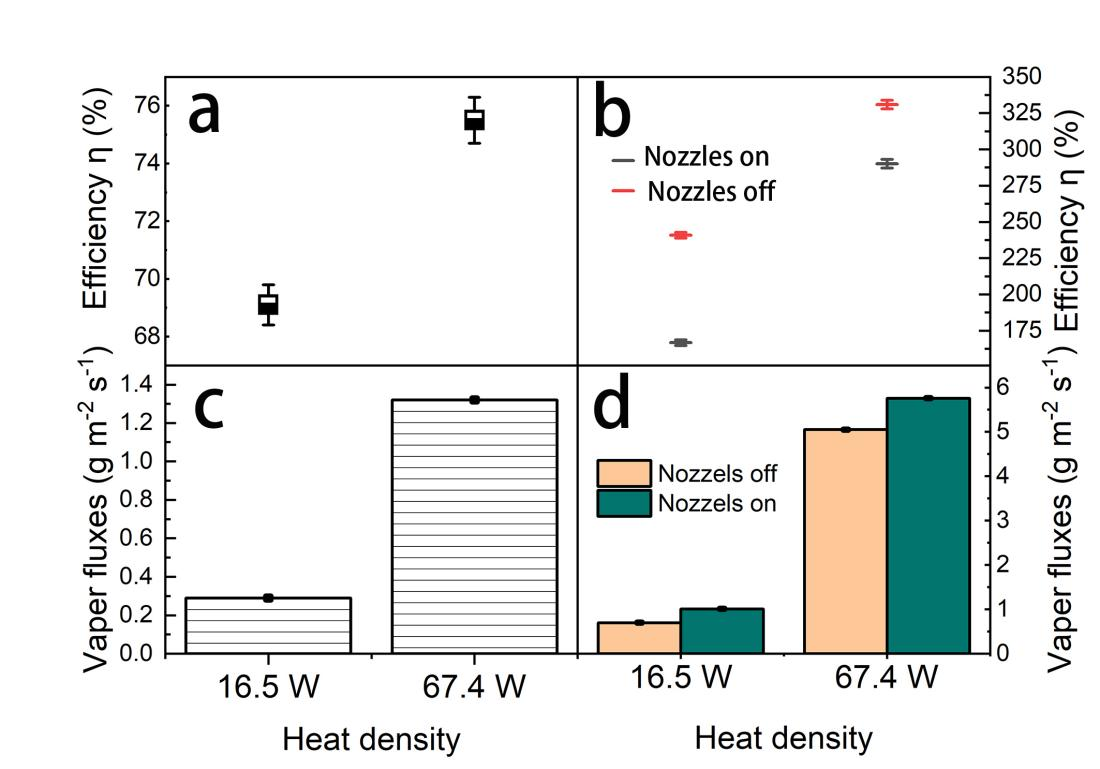 a
Efficiency η (%)
76
74
72
70
68
b
Nozzles on
Nozzles off
350
325
300
275
250
225
200
175
Efficiency η (%)
c
Vaper fluxes (g m-2 s-1)
1.4
1.2
1.0
0.8
0.6
0.4
0.2
0.0
16.5 W 67.4 W
Heat density
d
Nozzels off
Nozzels on
6
5
4
3
2
1
0
Vaper fluxes (g m-2 s-1)
16.5 W 67.4 W
Heat density